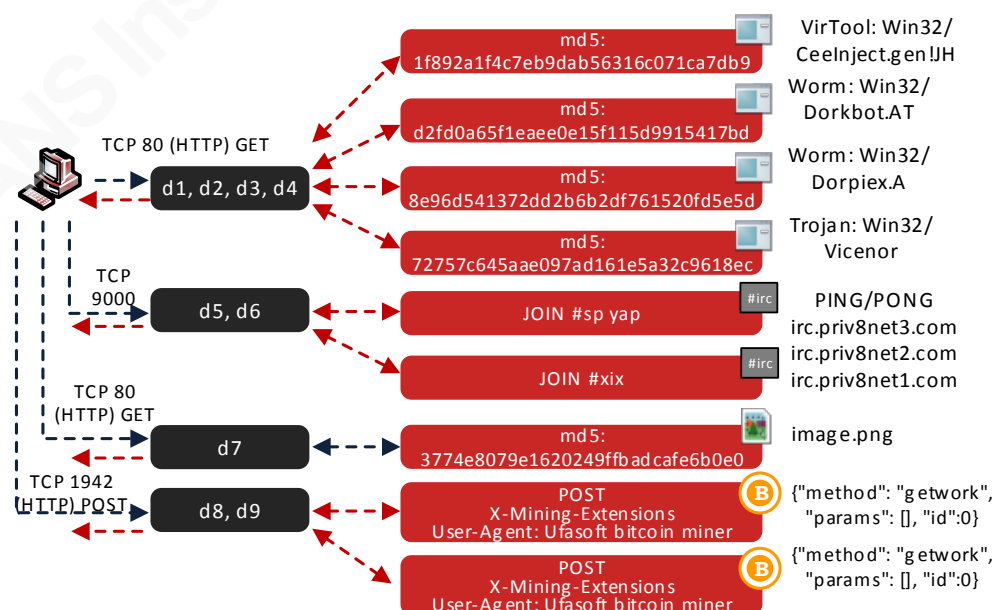 md5:
1f892a1f4c7eb9dab56316c071ca7db9
VirTool: Win32/
CeeInject.gen!JH
TCP 80 (HTTP) GET
d1, d2, d3, d4
md5:
d2fd0a65f1eaee0e15f115d9915417bd
Worm: Win32/
Dorkbot.AT
md5:
8e96d541372dd2b6b2df761520fd5e5d
Worm: Win32/
Dorpiex.A
md5:
72757c645aae097ad161e5a32c9618ec
Trojan: Win32/
Vicenor
TCP
9000
d5, d6
JOIN #sp yap
#irc
JOIN #xix
#irc
PING/PONG
irc.priv8net3.com
irc.priv8net2.com
irc.priv8net1.com
TCP 80
(HTTP) GET
d7
md5:
3774e8079e1620249ffbadcafe6b0e0
image.png
TCP 1942
(HTTP) POST
d8, d9
POST
X-Mining-Extensions
User-Agent: Ufasoft bitcoin miner
B
{"method": "getwork",
"params": [], "id":0}
POST
X-Mining-Extensions
User-Agent: Ufasoft bitcoin miner
B
{"method": "getwork",
"params": [], "id":0}